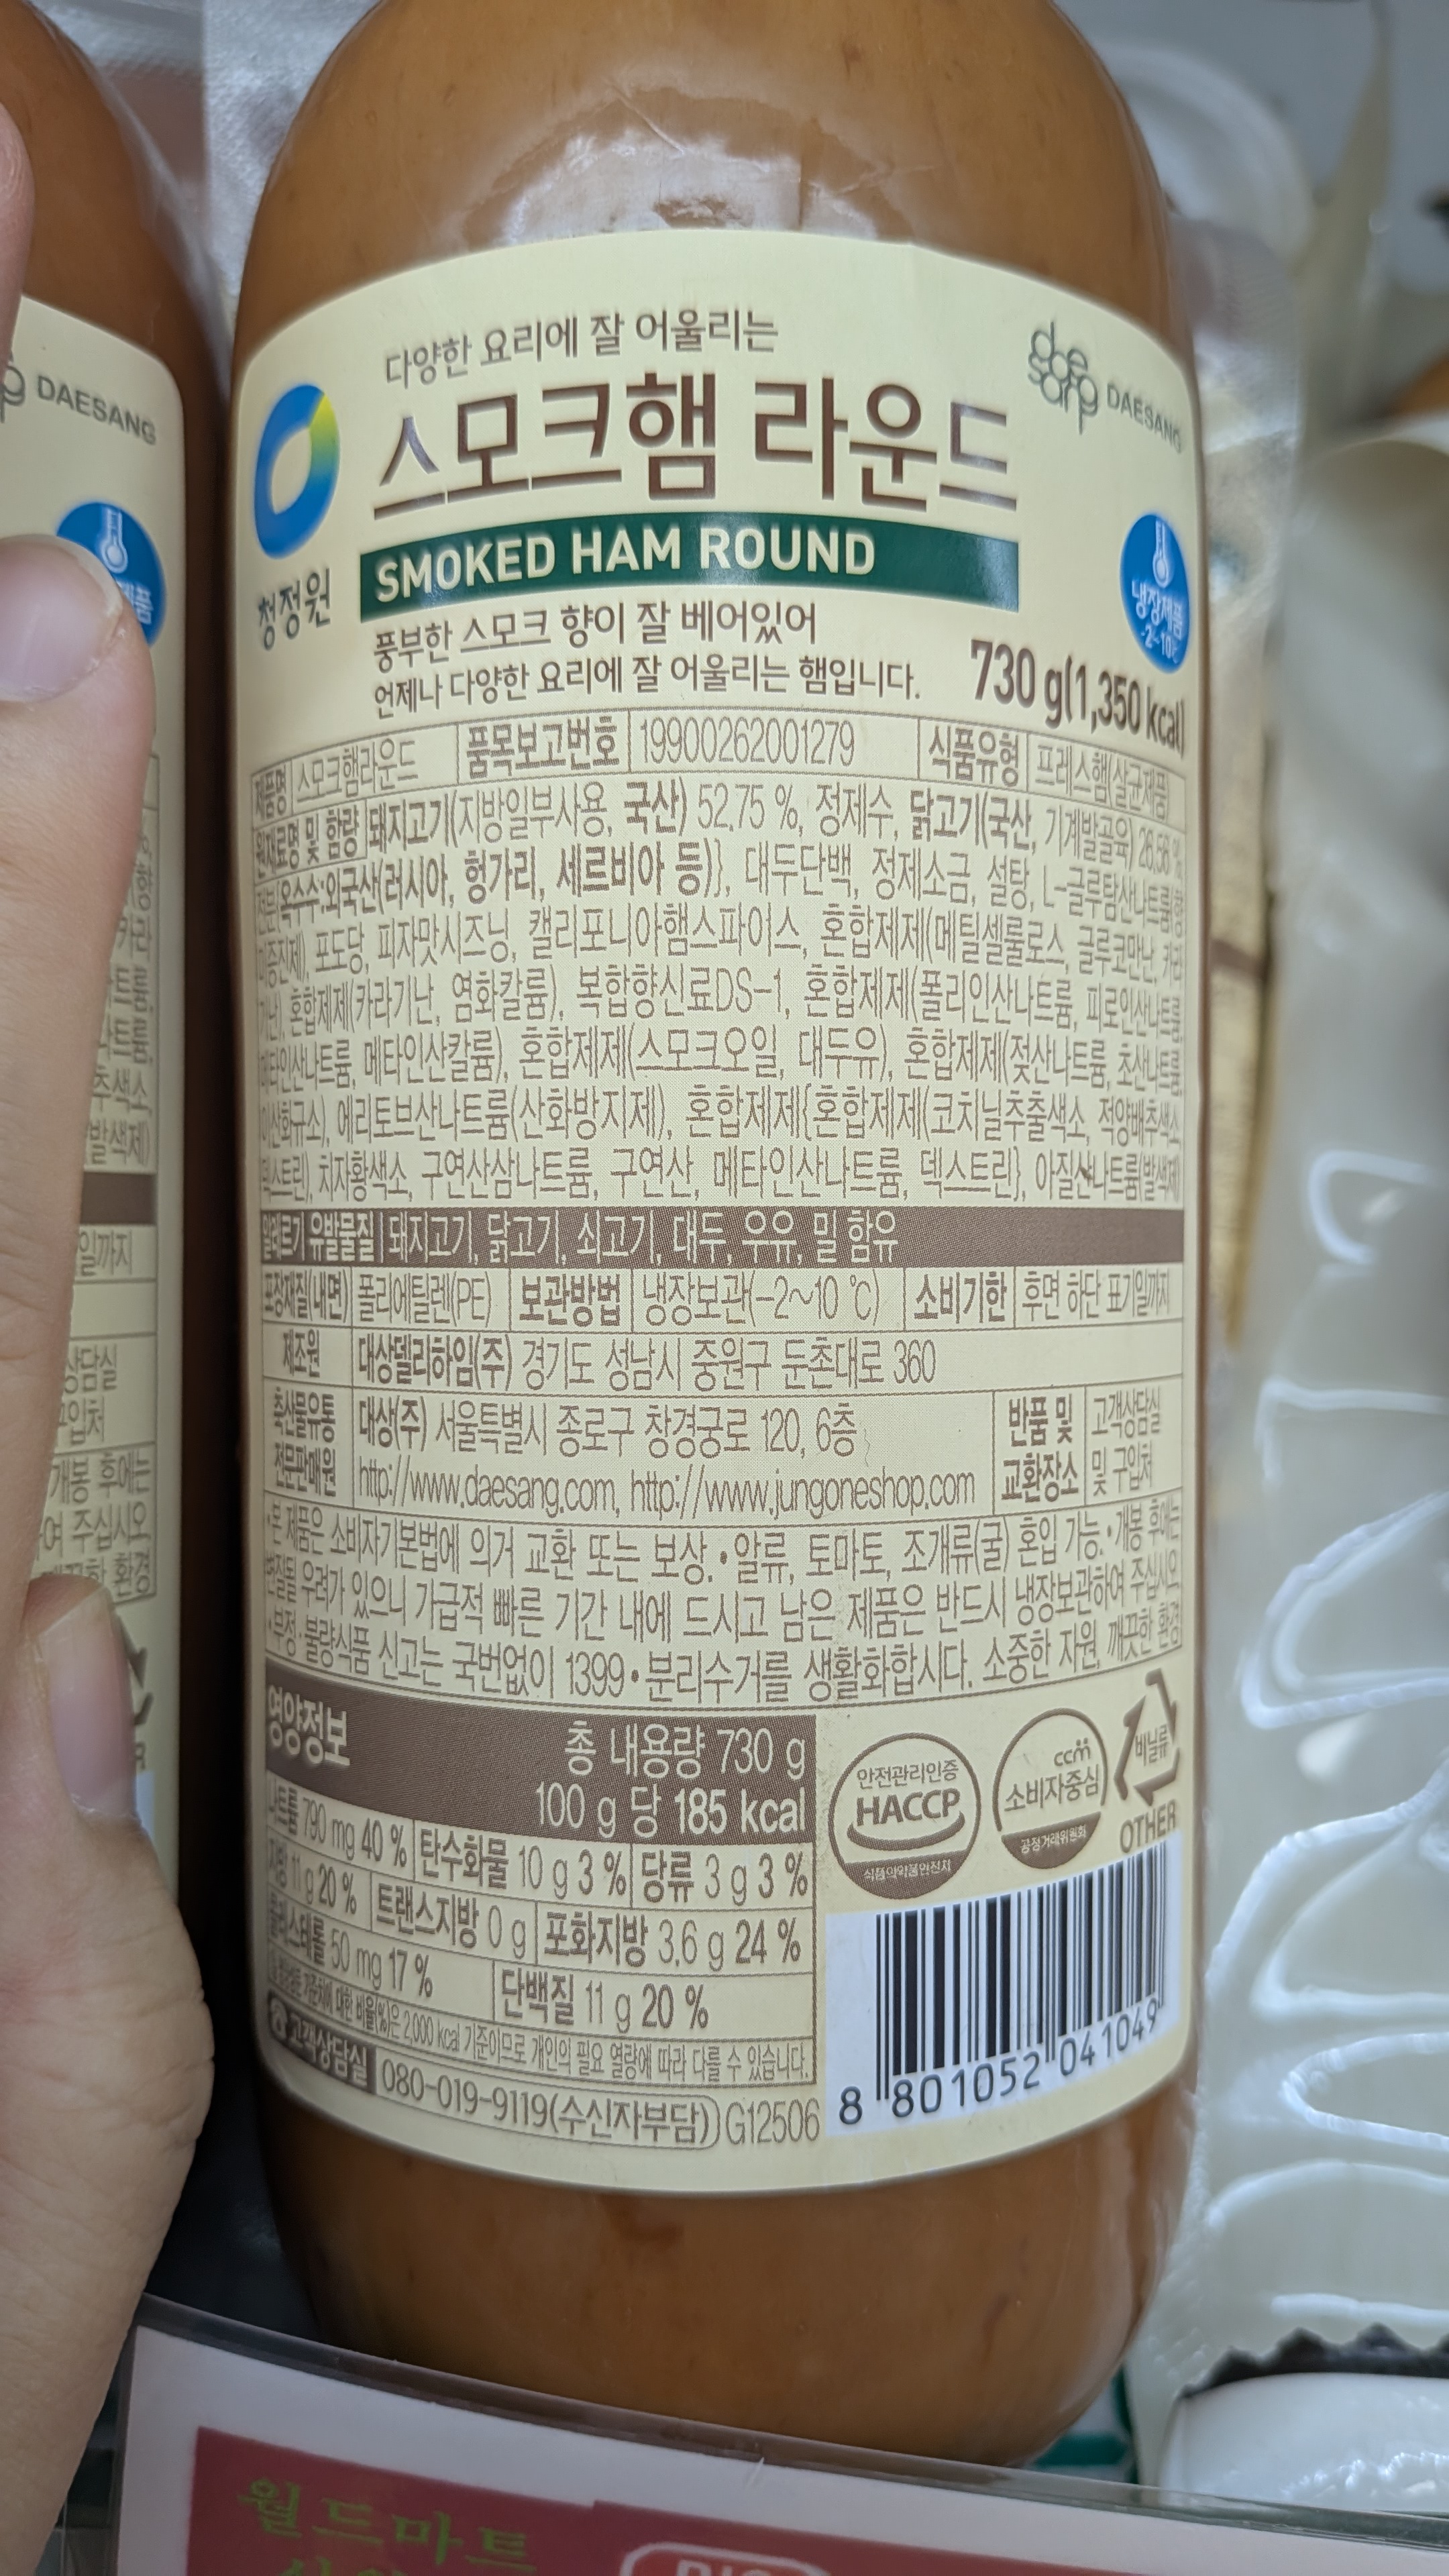 다양한 요리에 잘 어울리는
스모크햄 라운드
DAESANG
SMOKED HAM ROUND
청정원
풍부한 스모크 향이 잘 베어있어
언제나 다양한 요리에 잘 어울리는 햄입니다.
냉장제품
-2~10℃
730 g(1,350 kcal)
제품명 스모크햄라운드 품목보고번호 19900262001279 식품유형 프레스햄(살균제품)
원재료명 및 함량 돼지고기(지방일부사용, 국산) 52.75 %, 정제수, 닭고기(국산, 기계발골육) 26.56
전분{옥수수:외국산(러시아, 헝가리, 세르비아 등)}, 대두단백, 정제소금, 설탕, L-글루탐산나트륨(향
미증진제), 포도당, 피자맛시즈닝, 캘리포니아햄스파이스, 혼합제제(메틸셀룰로스, 글루코만난, 카라
기난), 혼합제제(카라기난, 염화칼륨), 복합향신료DS-1, 혼합제제(폴리인산나트륨, 피로인산나트륨,
메타인산나트륨, 메타인산칼륨), 혼합제제(스모크오일, 대두유), 혼합제제(젖산나트륨, 초산나트륨,
이산화규소), 에리토브산나트륨(산화방지제), 혼합제제{혼합제제(코치닐추출색소, 적양배추색소,
덱스트린), 치자황색소, 구연산삼나트륨, 구연산, 메타인산나트륨, 덱스트린}, 아질산나트륨(발색제)
알레르기 유발물질 돼지고기, 닭고기, 쇠고기, 대두, 우유, 밀 함유
포장재질(내면) 폴리에틸렌(PE) 보관방법 냉장보관(-2~10 ℃) 소비기한 후면 하단 표기일까지
제조원 대상델리하임(주) 경기도 성남시 중원구 둔촌대로 360
축산물유통 전문판매원 대상(주) 서울특별시 종로구 창경궁로 120, 6층
http://www.daesang.com, http://www.jungoneshop.com
반품 및 교환장소 고객상담실 및 구입처
•본 제품은 소비자기본법에 의거 교환 또는 보상. •알류, 토마토, 조개류(굴) 혼입 가능. •개봉 후에는
변질될 우려가 있으니 가급적 빠른 기간 내에 드시고 남은 제품은 반드시 냉장보관하여 주십시오.
•부정·불량식품 신고는 국번없이 1399 •분리수거를 생활화합시다. 소중한 자원, 깨끗한 환경
영양정보 총 내용량 730 g
100 g 당 185 kcal
나트륨 790 mg 40 % 탄수화물 10 g 3 % 당류 3 g 3 %
지방 11 g 20 % 트랜스지방 0 g 포화지방 3.6 g 24 %
콜레스테롤 50 mg 17 % 단백질 11 g 20 %
기준치에 대한 비율(%)은 2,000 kcal 기준이므로 개인의 필요 열량에 따라 다를 수 있습니다.
고객상담실 080-019-9119(수신자부담) G12506
안전관리인증
HACCP
식품의약품안전처
ccm
소비자중심
공정거래위원회
비닐류
OTHER
8 801052 041049
DAESANG
월드마트